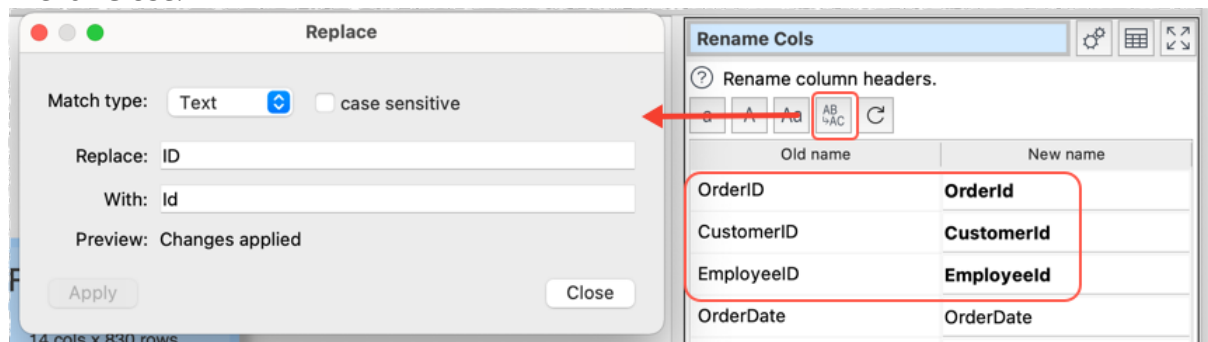 Replace
Match type: Text case sensitive
Replace: ID
With: Id
Preview: Changes applied
Apply Close
14 cols x 830 rows
Rename Cols
? Rename column headers.
a A Aa AB AC
Old name New name
OrderID OrderId
CustomerID CustomerId
EmployeeID EmployeeId
OrderDate OrderDate